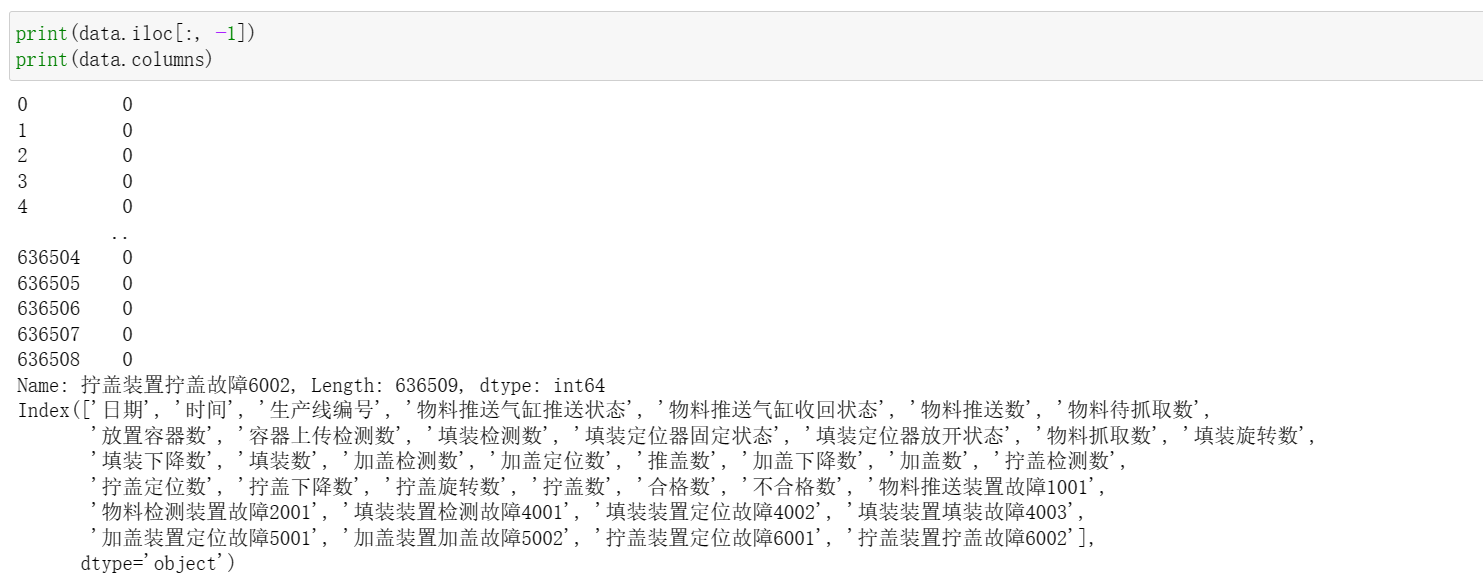 print(data.iloc[:, -1])
print(data.columns)
0 0
1 0
2 0
3 0
4 0
..
636504 0
636505 0
636506 0
636507 0
636508 0
Name: 拧盖装置拧盖故障6002, Length: 636509, dtype: int64
Index(['日期', '时间', '生产线编号', '物料推送气缸推送状态', '物料推送气缸收回状态', '物料推送数', '物料待抓取数',
'放置容器数', '容器上传检测数', '填装检测数', '填装定位器固定状态', '填装定位器放开状态', '物料抓取数', '填装旋转数',
'填装下降数', '填装数', '加盖检测数', '加盖定位数', '推盖数', '加盖下降数', '加盖数', '拧盖检测数',
'拧盖定位数', '拧盖下降数', '拧盖旋转数', '拧盖数', '合格数', '不合格数', '物料推送装置故障1001',
'物料检测装置故障2001', '填装装置检测故障4001', '填装装置定位故障4002', '填装装置填装故障4003',
'加盖装置定位故障5001', '加盖装置加盖故障5002', '拧盖装置定位故障6001', '拧盖装置拧盖故障6002'],
dtype='object')